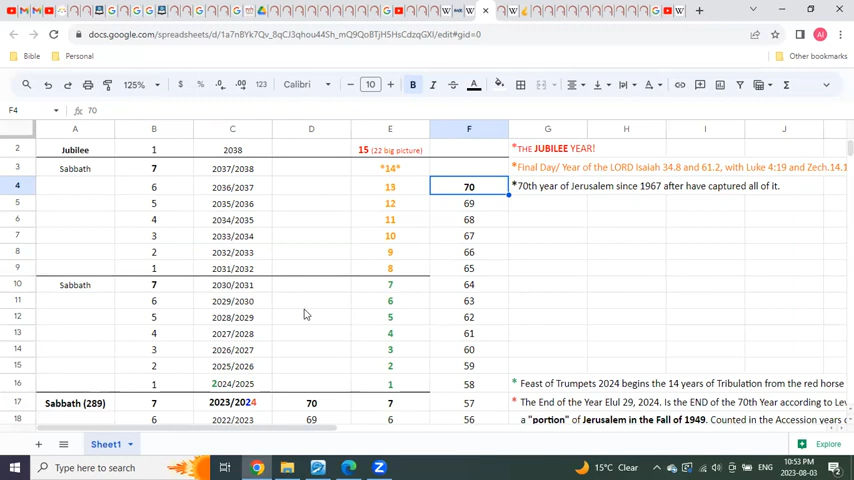 docs.google.com/spreadsheets/d/1a7nBYk7Qv_8qCJ3qhou44Sh_mQ9QoBTjH5HsCdzqGXI/edit#gid=0
AI
Bible
Personal
Other bookmarks
125%
$ % .0 .00 123
Calibri
10
B I A
F4 fx 70
A B C D E F G H I J
2 Jubilee 1 2038 15 (22 big picture) *THE JUBILEE YEAR!
3 Sabbath 7 2037/2038 *14* *Final Day/ Year of the LORD Isaiah 34.8 and 61.2, with Luke 4:19 and Zech.14.1
4 6 2036/2037 13 70 *70th year of Jerusalem since 1967 after have captured all of it.
5 5 2035/2036 12 69
6 4 2034/2035 11 68
7 3 2033/2034 10 67
8 2 2032/2033 9 66
9 1 2031/2032 8 65
10 Sabbath 7 2030/2031 7 64
11 6 2029/2030 6 63
12 5 2028/2029 5 62
13 4 2027/2028 4 61
14 3 2026/2027 3 60
15 2 2025/2026 2 59
16 1 2024/2025 1 58 * Feast of Trumpets 2024 begins the 14 years of Tribulation from the red horse
17 Sabbath (289) 7 2023/2024 70 7 57 * The End of the Year Elul 29, 2024. Is the END of the 70th Year according to Lev
18 6 2022/2023 69 6 56 a "portion" of Jerusalem in the Fall of 1949. Counted in the Accession years o
Sheet1
Explore
Type here to search
15°C Clear
ENG
10:53 PM
2023-08-03